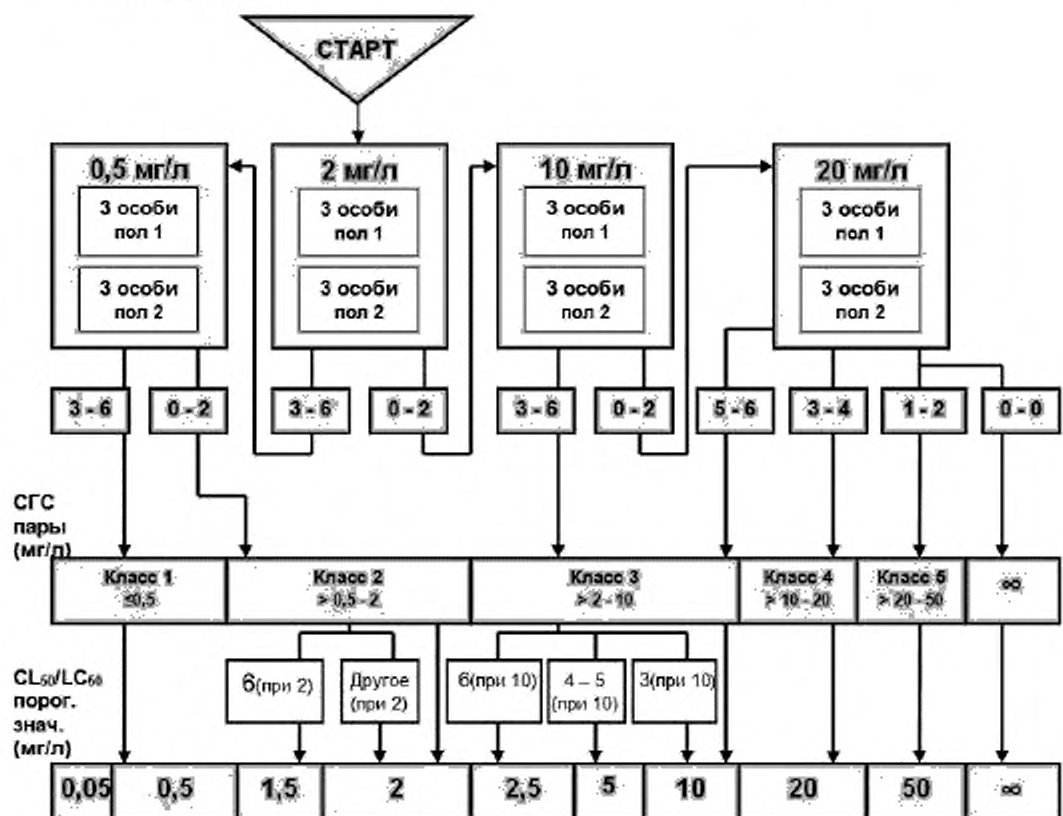 СТАРТ
0,5 мг/л
2 мг/л
10 мг/л
20 мг/л
3 особи
пол 1
3 особи
пол 1
3 особи
пол 1
3 особи
пол 1
3 особи
пол 2
3 особи
пол 2
3 особи
пол 2
3 особи
пол 2
3 - 6
0 - 2
3 - 6
0 - 2
3 - 6
0 - 2
5 - 6
3 - 4
1 - 2
0 - 0
СГС
пары
(мг/л)
Класс 1
≤0,5
Класс 2
> 0,5 - 2
Класс 3
> 2 - 10
Класс 4
> 10 - 20
Класс 5
> 20 - 50
∞
CL₅₀/LC₅₀
порог.
знач.
(мг/л)
6(при 2)
Другое
(при 2)
6(при 10)
4 – 5
(при 10)
3(при 10)
0,05
0,5
1,5
2
2,5
5
10
20
50
∞